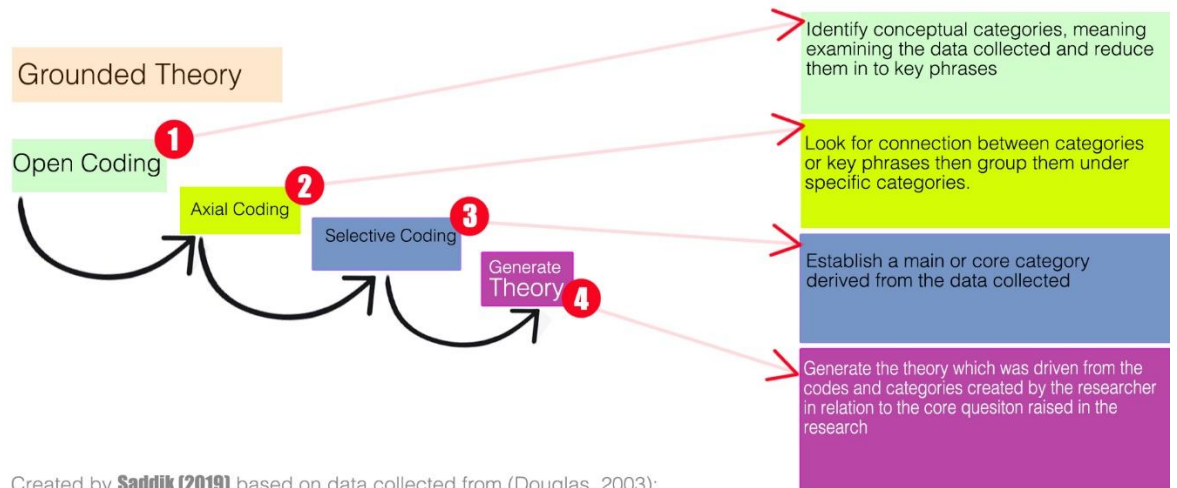 Grounded Theory
Open Coding
1
Axial Coding
2
Selective Coding
3
Generate
Theory
4
Identify conceptual categories, meaning
examining the data collected and reduce
them in to key phrases
Look for connection between categories
or key phrases then group them under
specific categories.
Establish a main or core category
derived from the data collected
Generate the theory which was driven from the
codes and categories created by the researcher
in relation to the core quesiton raised in the
research
Created by Saddik (2019) based on data collected from (Douglas, 2003);